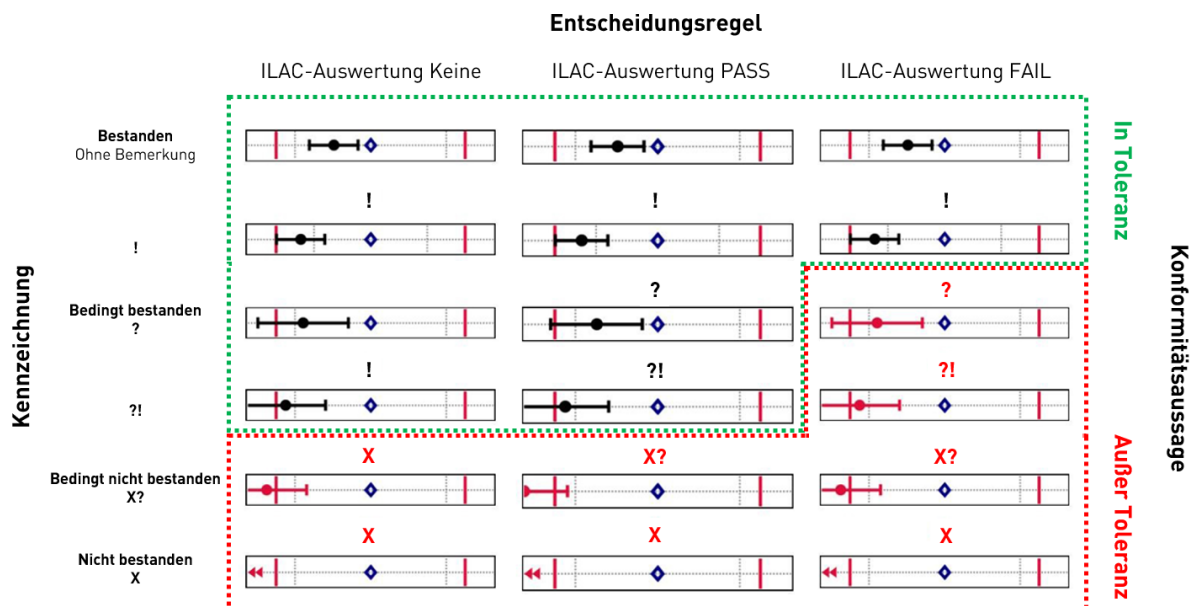 Entscheidungsregel
ILAC-Auswertung Keine
ILAC-Auswertung PASS
ILAC-Auswertung FAIL
Kennzeichnung
Bestanden
Ohne Bemerkung
In Toleranz
Konformitätsaussage
!
!
!
!
Bedingt bestanden
?
?
?
?!
!
?!
?!
Außer Toleranz
Bedingt nicht bestanden
X?
X
X?
X?
Nicht bestanden
X
X
X
X